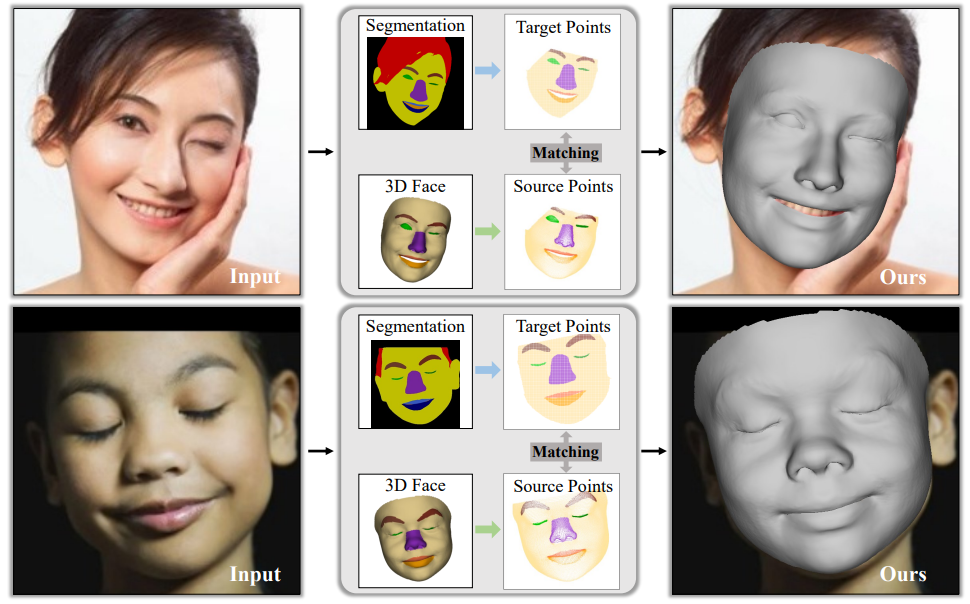 Segmentation
Target Points
Matching
3D Face
Source Points
Input
Ours
Segmentation
Target Points
Matching
3D Face
Source Points
Input
Ours